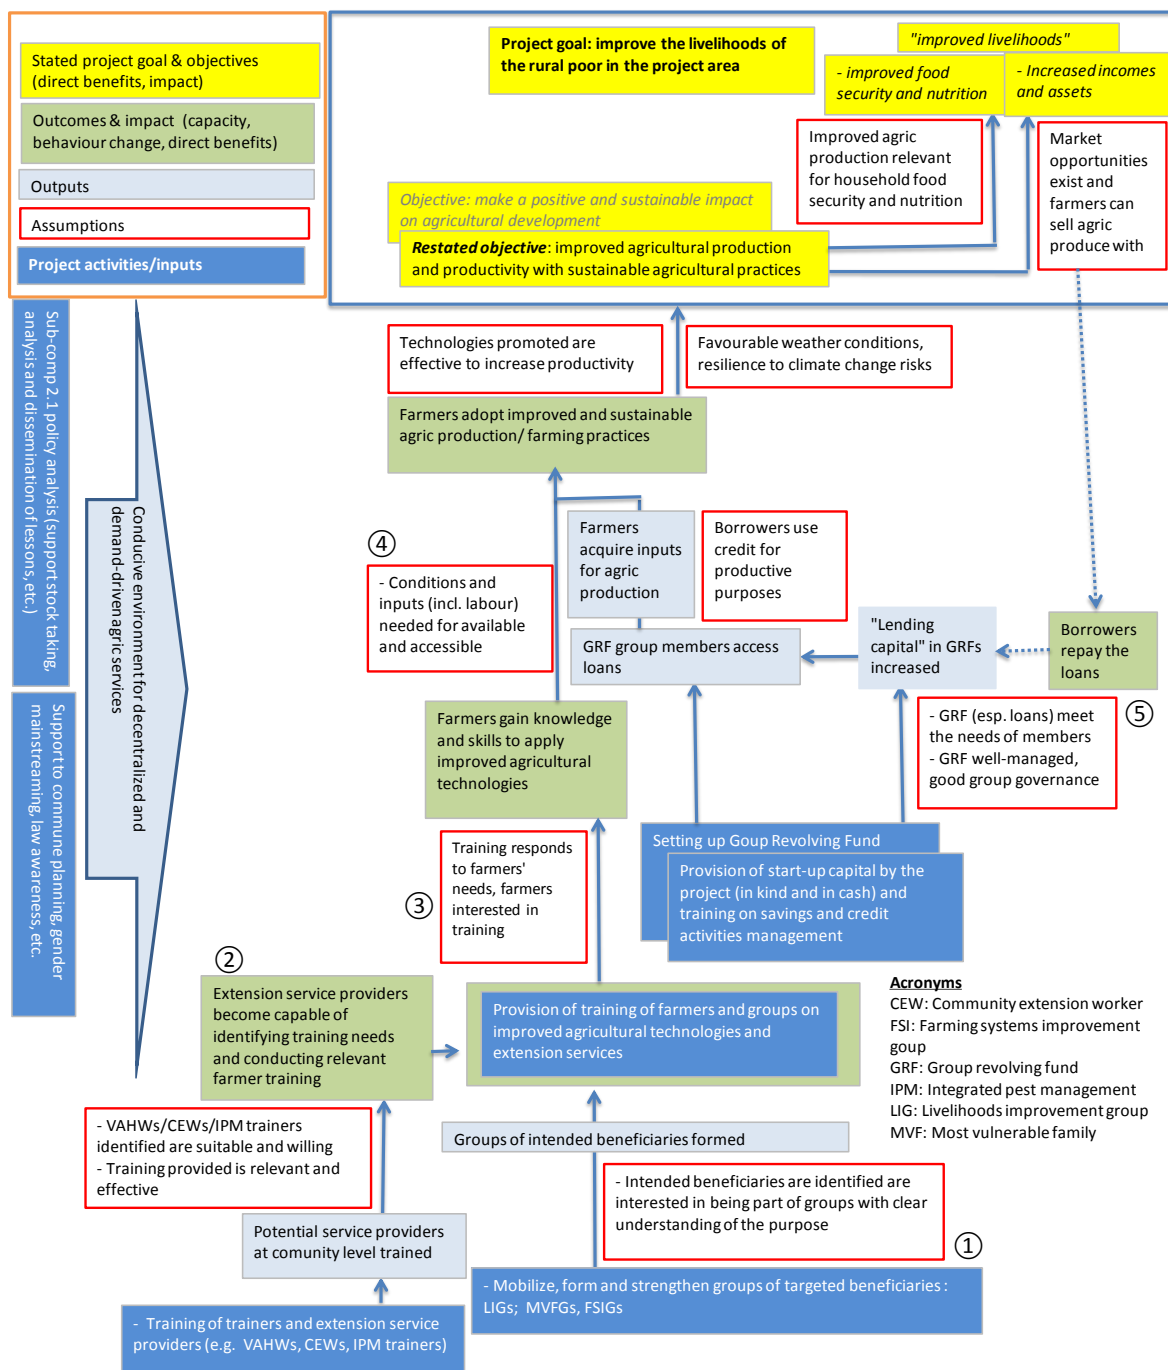 Stated project goal & objectives
(direct benefits, impact)
Outcomes & impact  (capacity,
behaviour change, direct benefits)
Outputs
Assumptions
Project activities/inputs
Project goal: improve the livelihoods of
the rural poor in the project area
"improved livelihoods"
- improved food
security and nutrition
- Increased incomes
and assets
Improved agric
production relevant
for household food
security and nutrition
Market
opportunities
exist and
farmers can
sell agric
produce with
Objective: make a positive and sustainable impact
on agricultural development
Restated objective: improved agricultural production
and productivity with sustainable agricultural practices
Sub-comp 2.1 policy analysis (support stock taking,
analysis and dissemination of lessons, etc.)
Support to commune planning, gender
mainstreaming, law awareness, etc.
Conducive environment for decentralized and
demand-driven agric services
Technologies promoted are
effective to increase productivity
Favourable weather conditions,
resilience to climate change risks
Farmers adopt improved and sustainable
agric production/ farming practices
④
- Conditions and
inputs (incl. labour)
needed for available
and accessible
Farmers
acquire inputs
for agric
production
Borrowers use
credit for
productive
purposes
GRF group members access
loans
"Lending
capital" in GRFs
increased
Borrowers
repay the
loans
⑤
- GRF (esp. loans) meet
the needs of members
- GRF well-managed,
good group governance
Farmers gain knowledge
and skills to apply
improved agricultural
technologies
③
Training responds
to farmers'
needs, farmers
interested in
training
Setting up Goup Revolving Fund
Provision of start-up capital by the
project (in kind and in cash) and
training on savings and credit
activities management
②
Extension service providers
become capable of
identifying training needs
and conducting relevant
farmer training
Provision of training of farmers and groups on
improved agricultural technologies and
extension services
Acronyms
CEW: Community extension worker
FSI: Farming systems improvement
goup
GRF: Group revolving fund
IPM: Integrated pest management
LIG: Livelihoods improvement group
MVF: Most vulnerable family
- VAHWs/CEWs/IPM trainers
identified are suitable and willing
- Training provided is relevant and
effective
Groups of intended beneficiaries formed
- Intended beneficiaries are identified are
interested in being part of groups with clear
understanding of the purpose
①
Potential service providers
at comunity level trained
- Mobilize, form and strengthen groups of targeted beneficiaries :
LIGs;  MVFGs, FSIGs
-  Training of trainers and extension service
providers (e.g.  VAHWs, CEWs, IPM trainers)